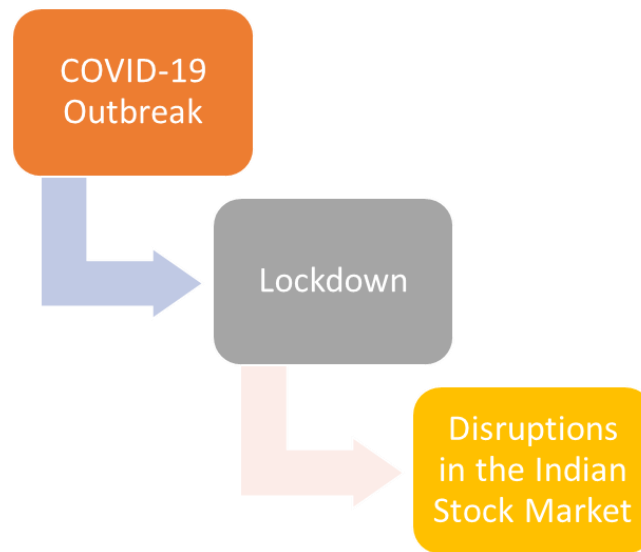 COVID-19
Outbreak
Lockdown
Disruptions
in the Indian
Stock Market